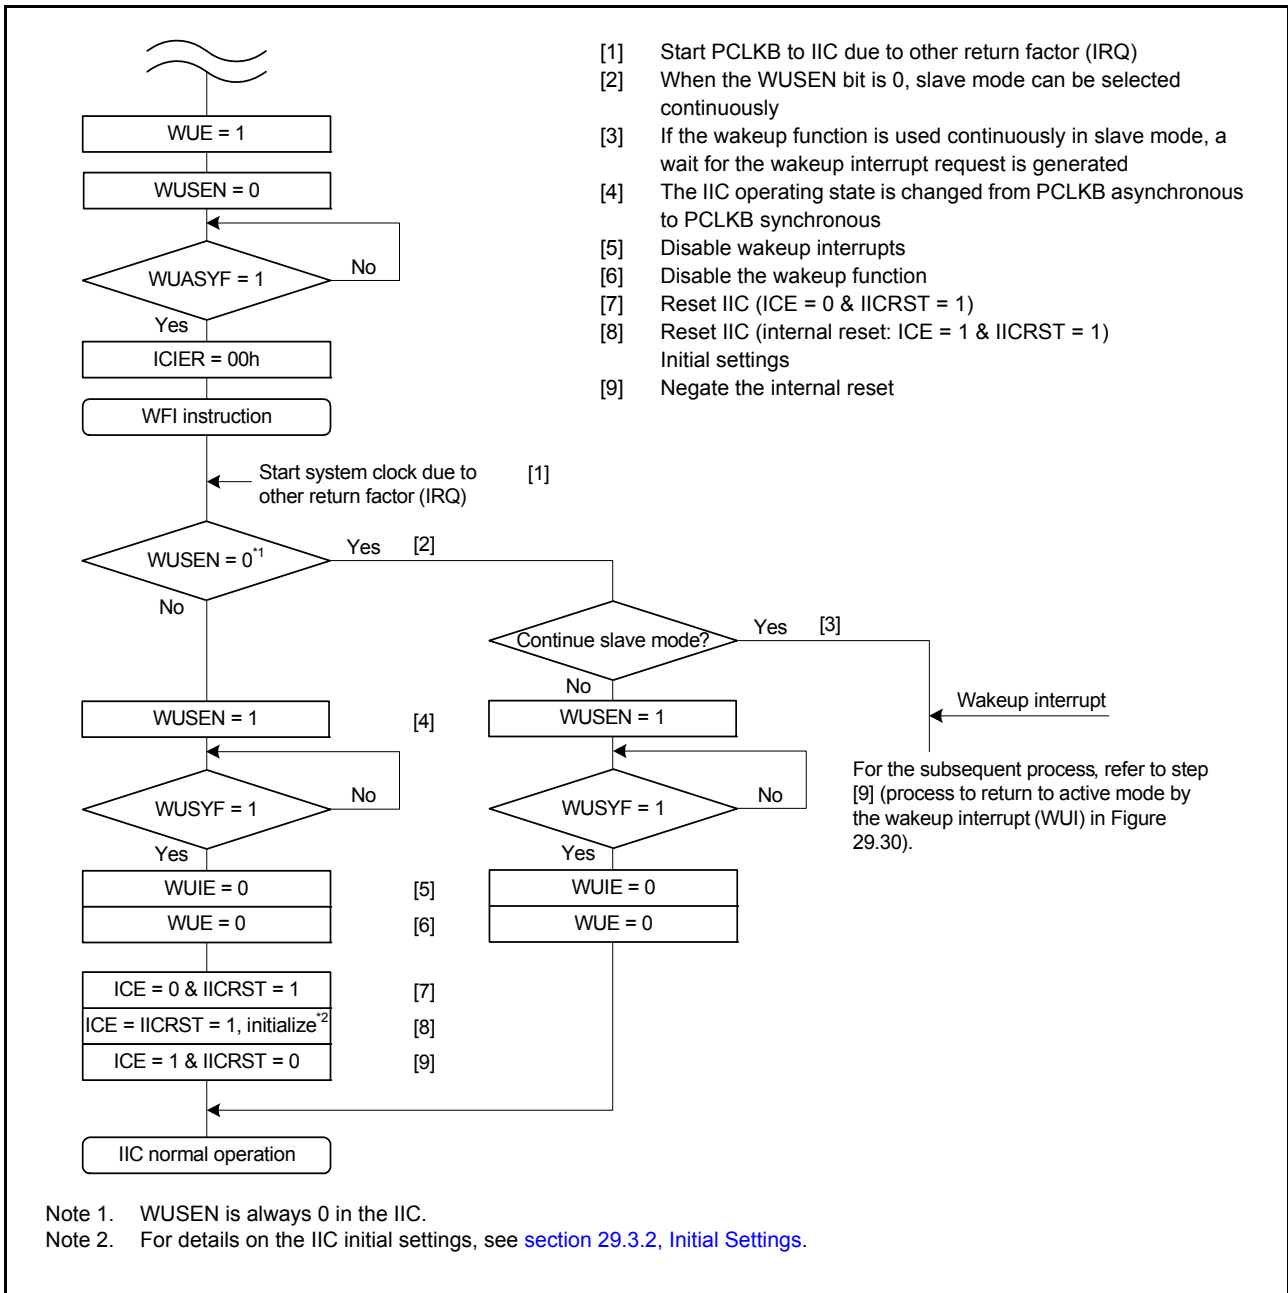 [1] Start PCLKB to IIC due to other return factor (IRQ)
[2] When the WUSEN bit is 0, slave mode can be selected
continuously
[3] If the wakeup function is used continuously in slave mode, a
wait for the wakeup interrupt request is generated
[4] The IIC operating state is changed from PCLKB asynchronous
to PCLKB synchronous
[5] Disable wakeup interrupts
[6] Disable the wakeup function
[7] Reset IIC (ICE = 0 & IICRST = 1)
[8] Reset IIC (internal reset: ICE = 1 & IICRST = 1)
Initial settings
[9] Negate the internal reset
WUE = 1
WUSEN = 0
WUASYF = 1
No
Yes
ICIER = 00h
WFI instruction
Start system clock due to [1]
other return factor (IRQ)
WUSEN = 0*1
Yes [2]
No
Continue slave mode?
Yes [3]
No
Wakeup interrupt
For the subsequent process, refer to step
[9] (process to return to active mode by
the wakeup interrupt (WUI) in Figure
29.30).
WUSEN = 1 [4]
WUSYF = 1
No
Yes
WUIE = 0 [5]
WUE = 0 [6]
ICE = 0 & IICRST = 1 [7]
ICE = IICRST = 1, initialize*2 [8]
ICE = 1 & IICRST = 0 [9]
WUSEN = 1
WUSYF = 1
No
Yes
WUIE = 0
WUE = 0
IIC normal operation
Note 1. WUSEN is always 0 in the IIC.
Note 2. For details on the IIC initial settings, see section 29.3.2, Initial Settings.